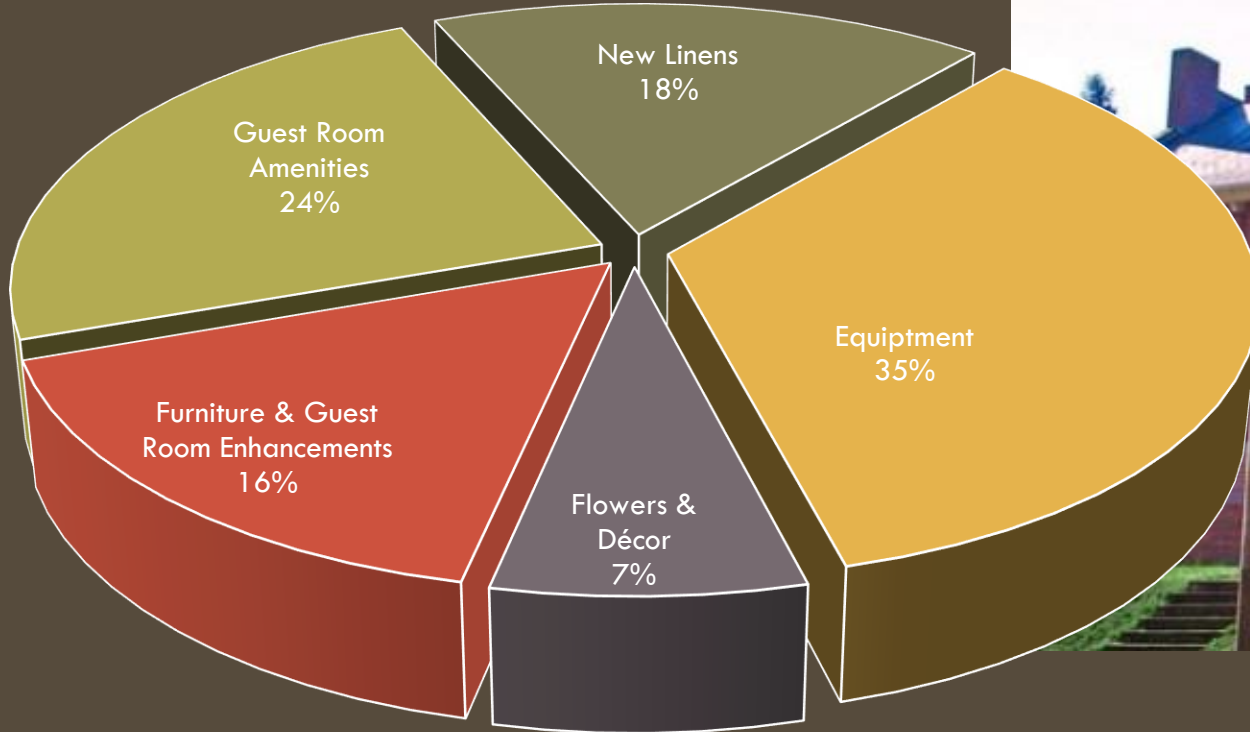 New Linens
18%
Guest Room
Amenities
24%
Equiptment
35%
Furniture & Guest
Room Enhancements
16%
Flowers &
Décor
7%